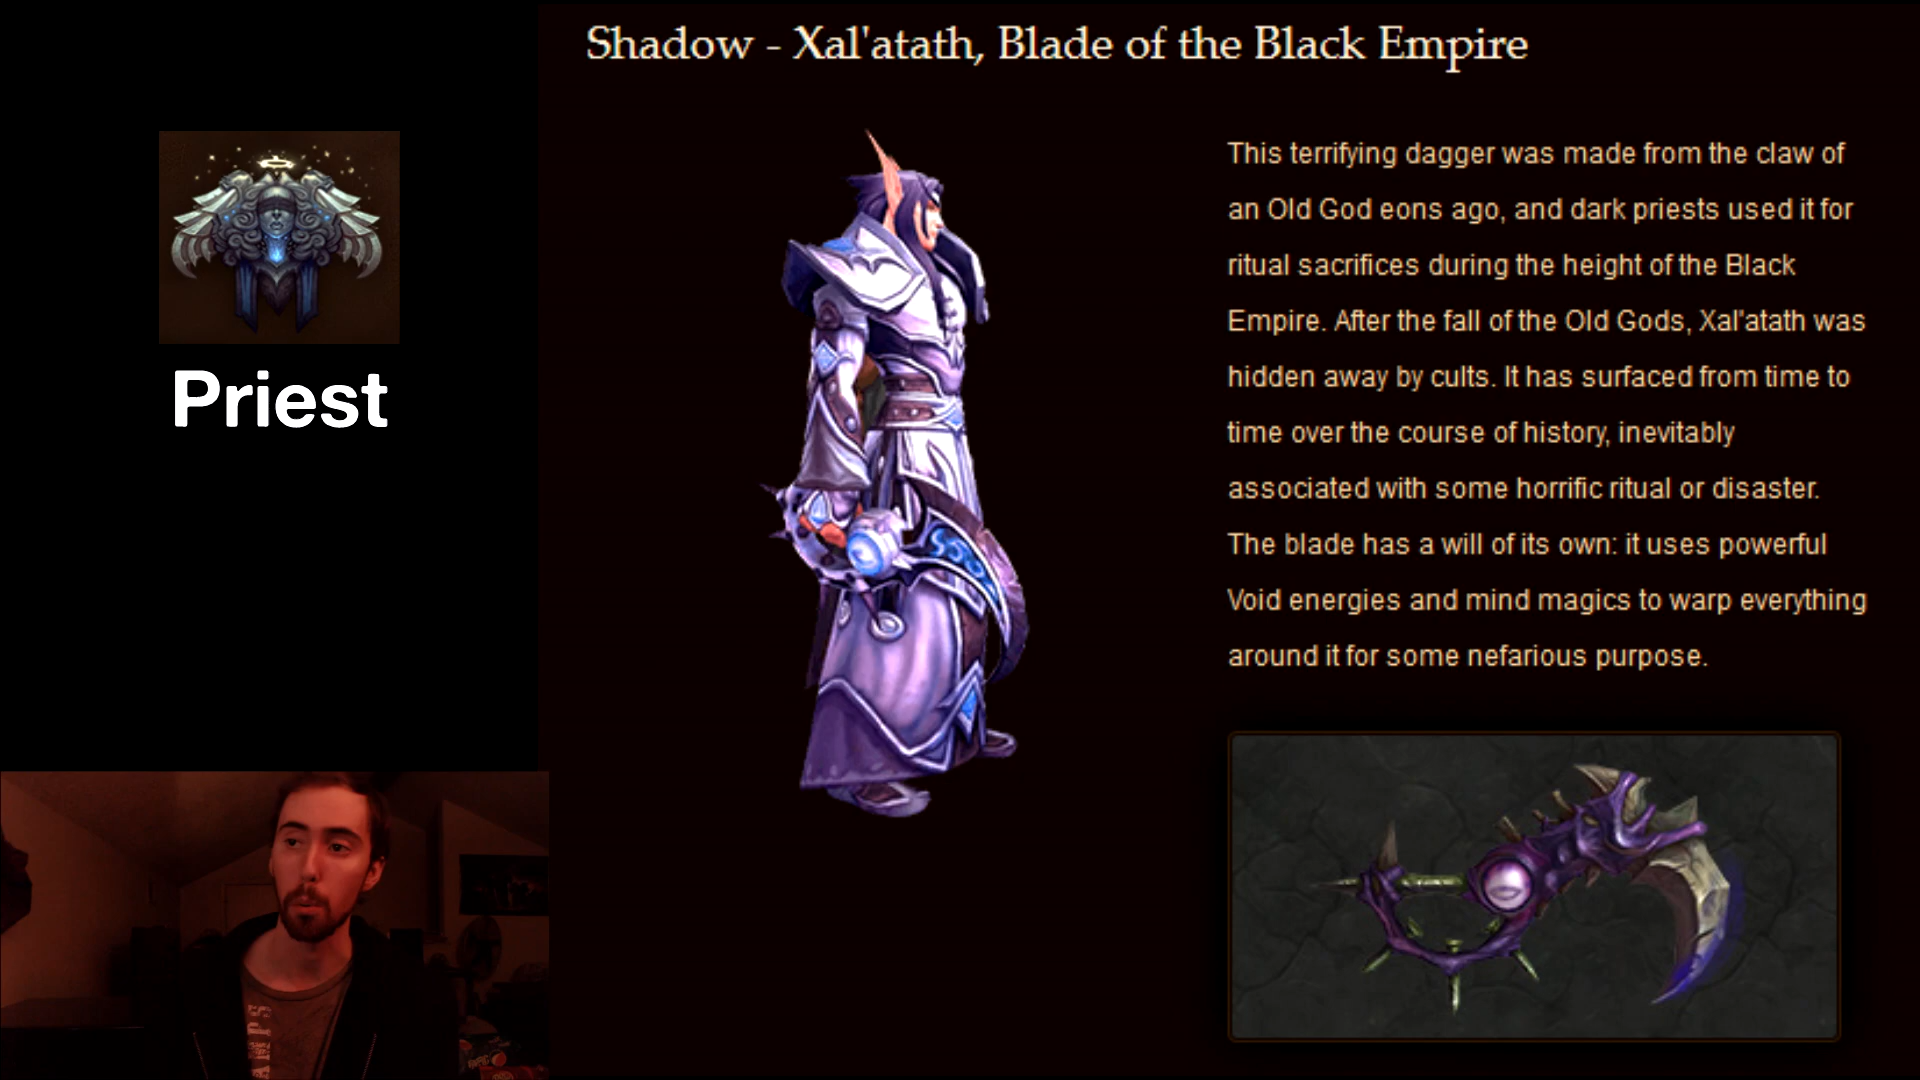 Shadow - Xal'atath, Blade of the Black Empire
Priest
This terrifying dagger was made from the claw of
an Old God eons ago, and dark priests used it for
ritual sacrifices during the height of the Black
Empire. After the fall of the Old Gods, Xal'atath was
hidden away by cults. It has surfaced from time to
time over the course of history, inevitably
associated with some horrific ritual or disaster.
The blade has a will of its own: it uses powerful
Void energies and mind magics to warp everything
around it for some nefarious purpose.